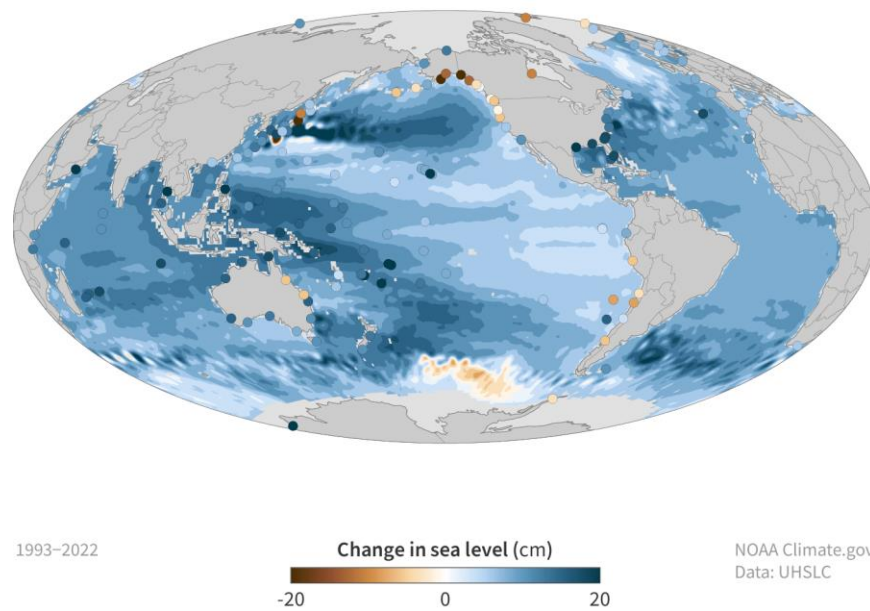 1993–2022
Change in sea level (cm)
-20
0
20
NOAA Climate.gov
Data: UHSLC